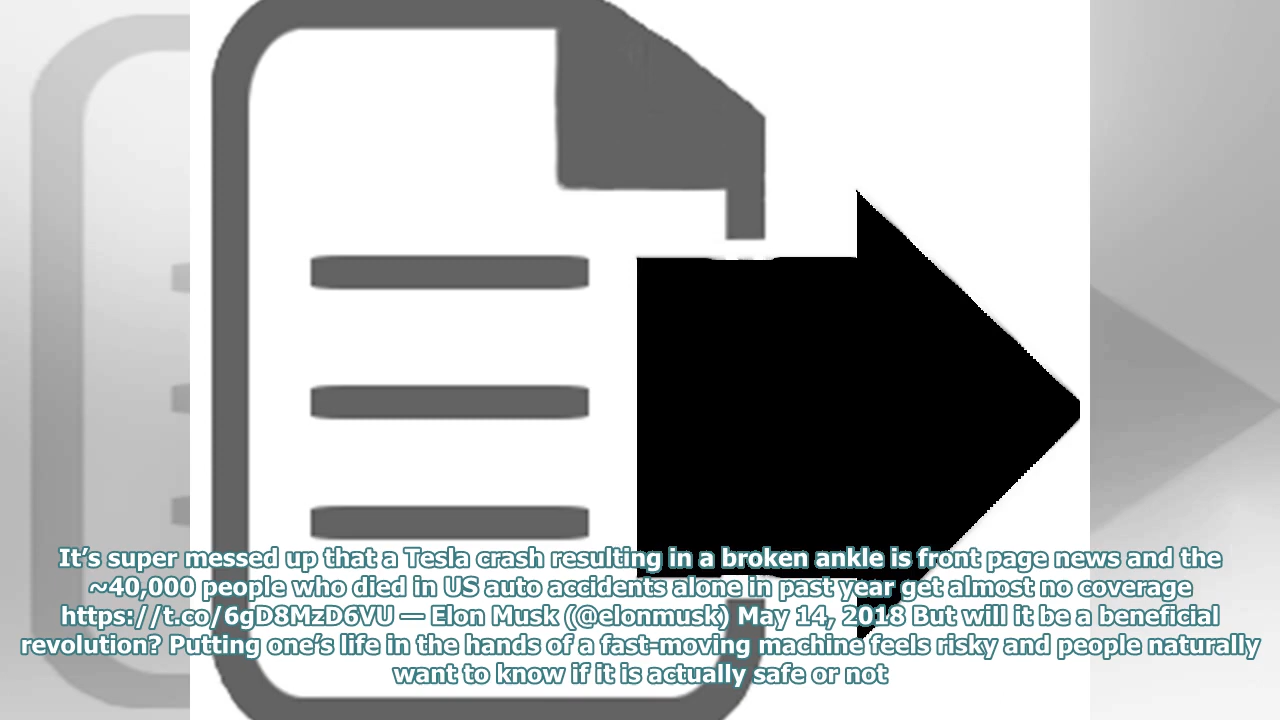 It’s super messed up that a Tesla crash resulting in a broken ankle is front page news and the
~40,000 people who died in US auto accidents alone in past year get almost no coverage
https://t.co/6gD8MzD6VU — Elon Musk (@elonmusk) May 14, 2018 But will it be a beneficial
revolution? Putting one’s life in the hands of a fast-moving machine feels risky and people naturally
want to know if it is actually safe or not